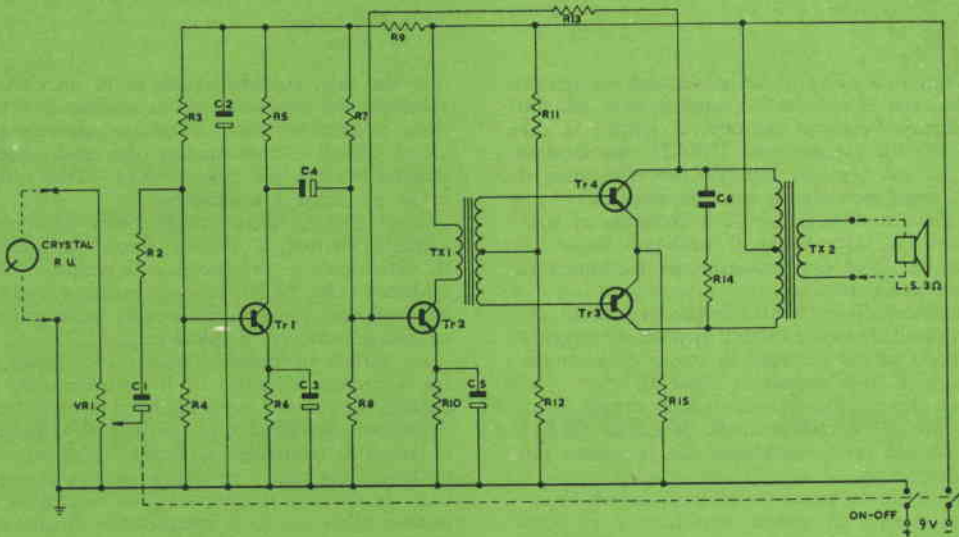 R13
R9
C2
R3
R5
R7
R11
C4
Tr4
C6
CRYSTAL
P.U.
R2
TX1
TX2
R14
L.S.3Ω
Tr1
Tr2
Tr3
C1
C3
C5
VR1
R4
R6
R8
R10
R12
R15
ON-OFF
+ 9V -